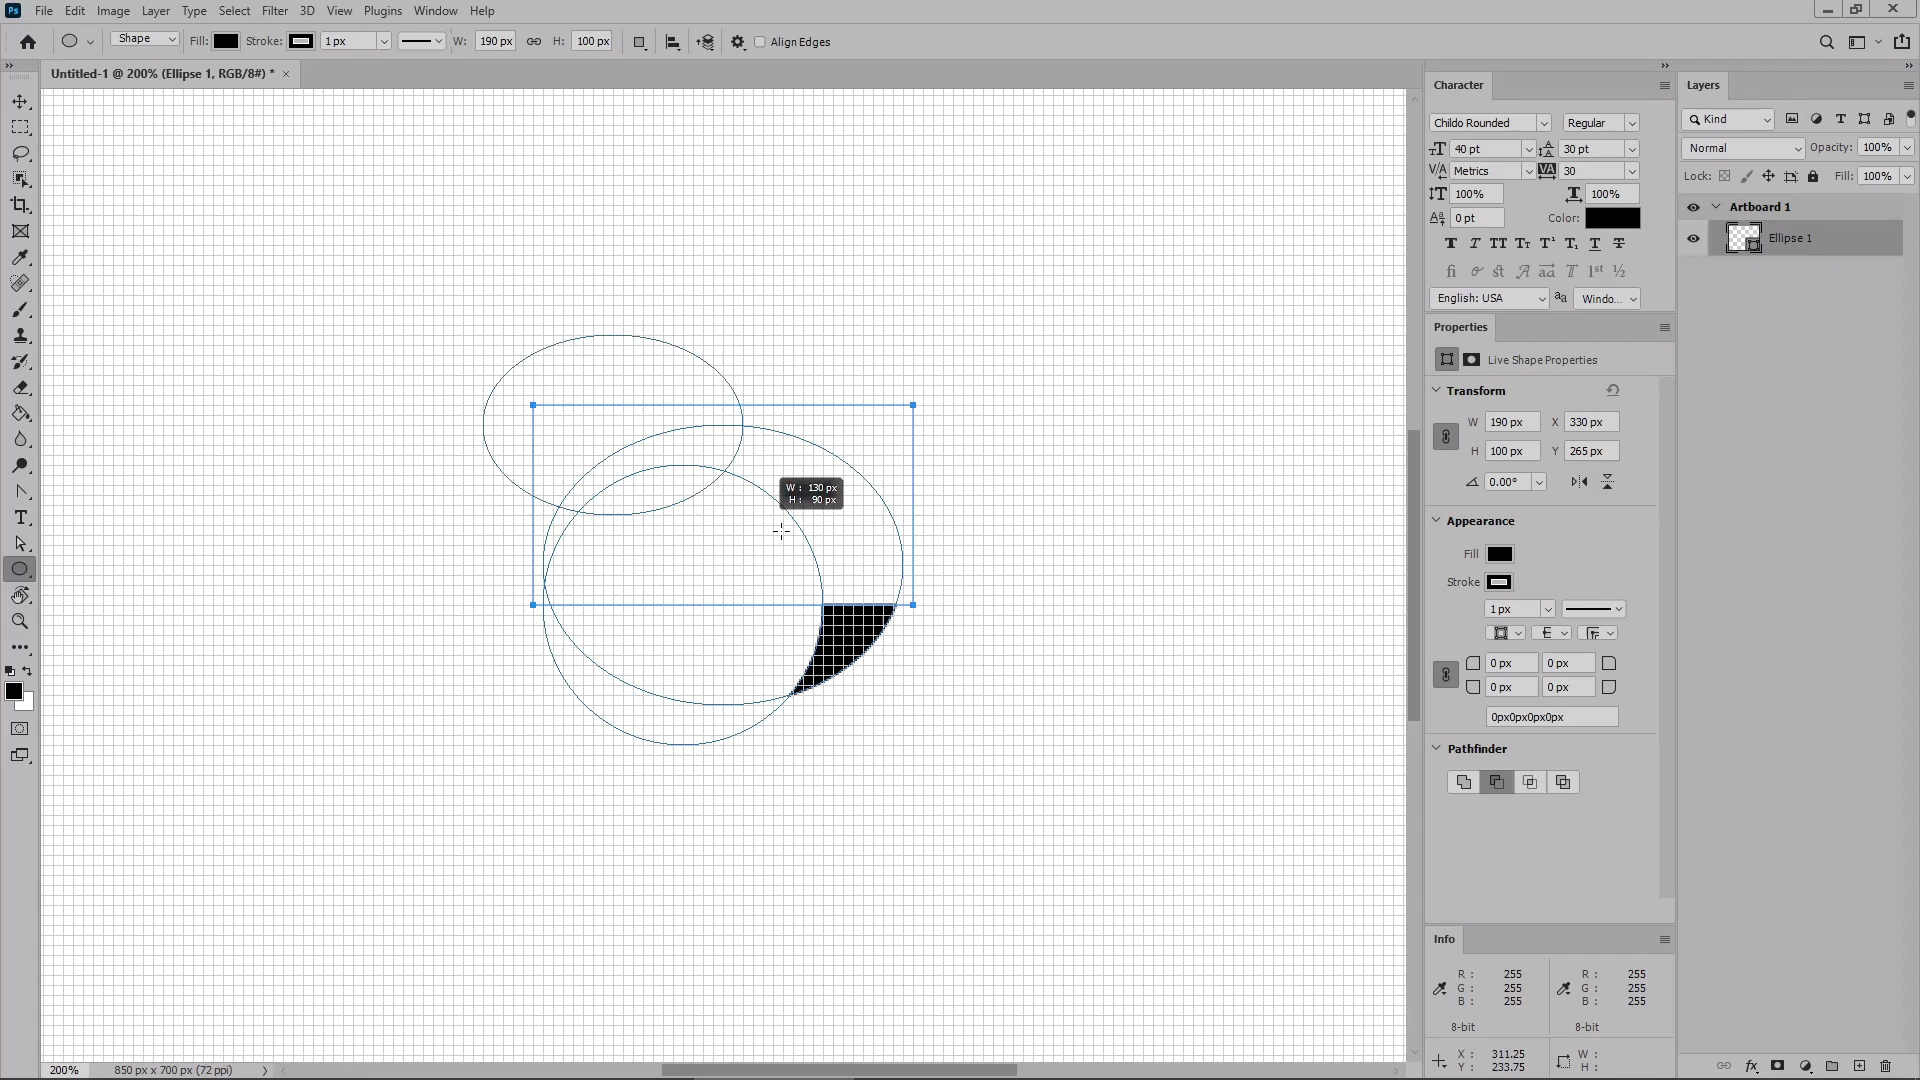 Ps File Edit Image Layer Type Select Filter 3D View Plugins Window Help
Shape Fill: Stroke: 1 px W: 190 px H: 100 px Align Edges
Untitled-1 @ 200% (Ellipse 1, RGB/8#) * ×
W : 130 px
H : 90 px
200% 850 px x 700 px (72 ppi)
Character
Childo Rounded Regular
40 pt 30 pt
Metrics 30
100% 100%
0 pt Color:
English: USA Windo...
Properties
Live Shape Properties
Transform
W 190 px X 330 px
H 100 px Y 265 px
0.00°
Appearance
Fill
Stroke
1 px
0 px 0 px
0 px 0 px
0px0px0px0px
Pathfinder
Info
R : 255 R : 255
G : 255 G : 255
B : 255 B : 255
8-bit 8-bit
X : 311.25 W :
Y : 233.75 H :
Layers
Kind
Normal Opacity: 100%
Lock: Fill: 100%
Artboard 1
Ellipse 1